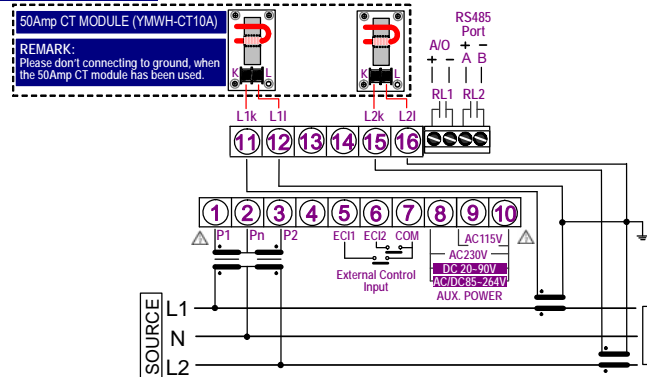 50Amp CT MODULE (YMWH-CT10A)
REMARK:
Please don't connecting to ground, when
the 50Amp CT module has been used.
K L
K L
L1k L1l
L2k L2l
RS485
Port
A/O
+ - + -
A B
RL1 RL2
11 12 13 14 15 16
1 2 3 4 5 6 7 8 9 10
P1 Pn P2
ECI1 ECI2 COM
External Control
Input
AC115V
AC230V
DC 20~90V
AC/DC85~264V
AUX. POWER
SOURCE
L1
N
L2